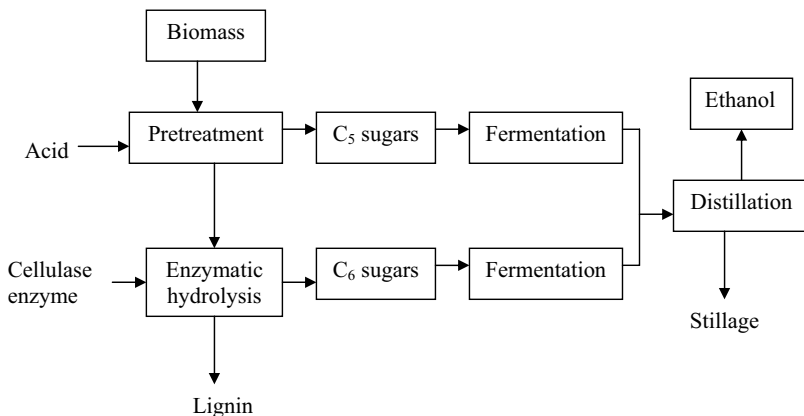 Biomass
Ethanol
Acid
Pretreatment
C₅ sugars
Fermentation
Distillation
Cellulase
enzyme
Enzymatic
hydrolysis
C₆ sugars
Fermentation
Stillage
Lignin